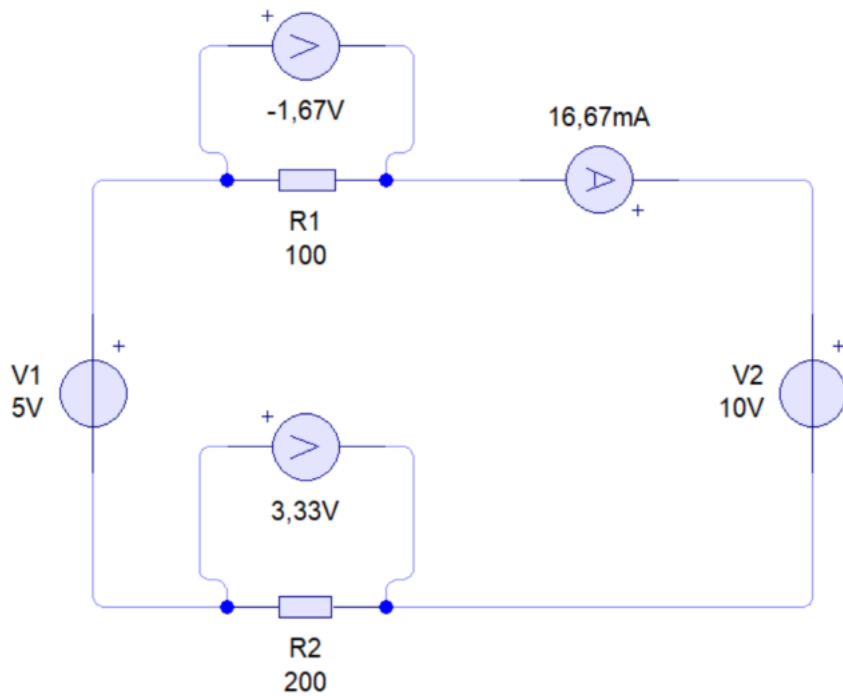 +
V
-1,67V
16,67mA
A
+
R1
100
+
V1
5V
+
V2
10V
+
V
3,33V
R2
200